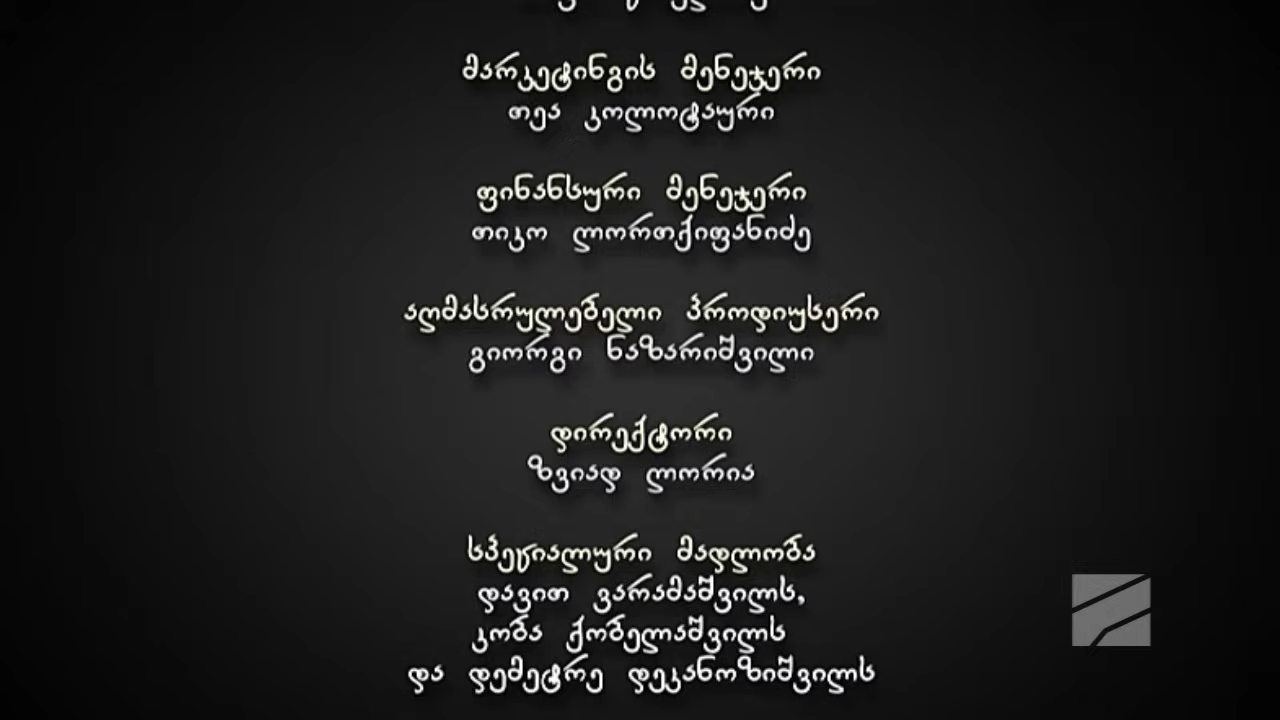 მარკეტინგის მენეჯერი
თეა კოლოტაური
ფინანსური მენეჯერი
თიკო ლორთქიფანიძე
აღმასრულებელი პროდიუსერი
გიორგი ნაზარიშვილი
დირექტორი
ზვიად ლორია
სპეციალური მადლობა
დავით ვარამაშვილს,
კობა ქობელაშვილს
და დემეტრე დეკანოზიშვილს